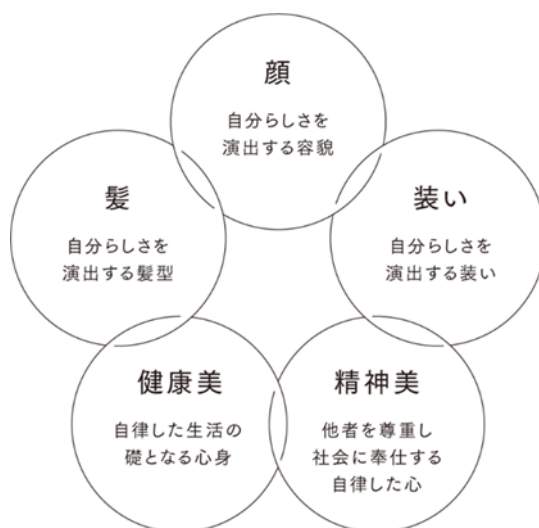 顔
自分らしさを
演出する容貌
髪
自分らしさを
演出する髪型
装い
自分らしさを
演出する装い
健康美
自律した生活の
礎となる心身
精神美
他者を尊重し
社会に奉仕する
自律した心